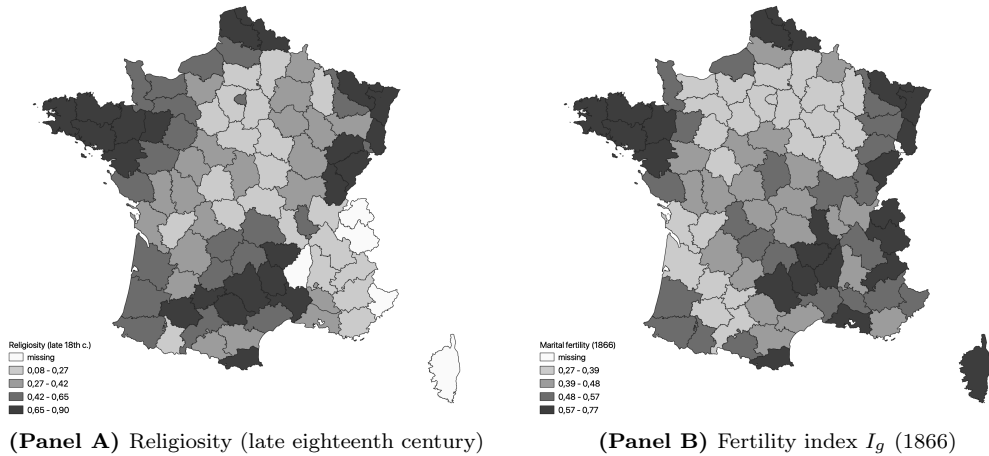 Religiosity (late 18th c.)
missing
0,08 - 0,27
0,27 - 0,42
0,42 - 0,65
0,65 - 0,90
Marital fertility (1866)
missing
0,27 - 0,39
0,39 - 0,48
0,48 - 0,57
0,57 - 0,77
(Panel A) Religiosity (late eighteenth century)
(Panel B) Fertility index Ig (1866)